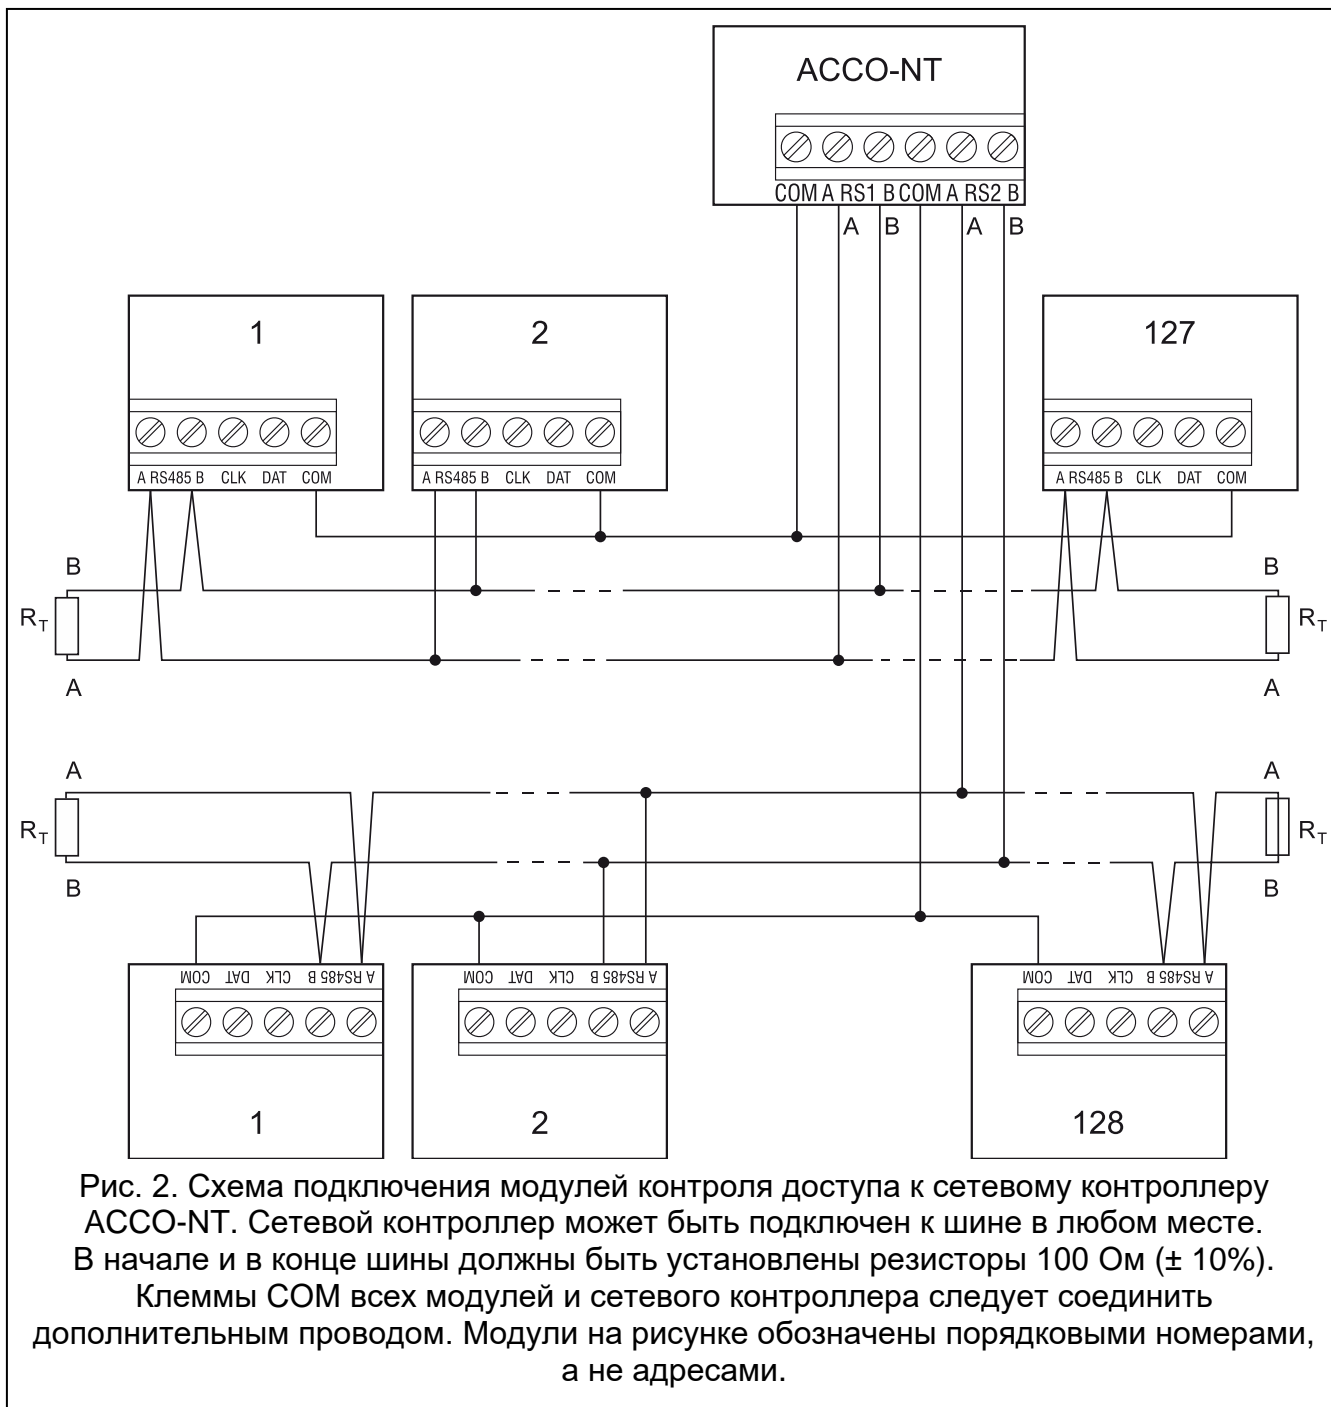 ACCO-NT
COM A RS1 B COM A RS2 B
A B A B
1
2
127
A RS485 B CLK DAT COM
A RS485 B CLK DAT COM
A RS485 B CLK DAT COM
B
B
RT
RT
A
A
A
A
RT
RT
B
B
COM DAT CLK B RS485 A
COM DAT CLK B RS485 A
COM DAT CLK B RS485 A
1
2
128
Рис. 2. Схема подключения модулей контроля доступа к сетевому контроллеру
ACCO-NT. Сетевой контроллер может быть подключен к шине в любом месте.
В начале и в конце шины должны быть установлены резисторы 100 Ом (± 10%).
Клеммы COM всех модулей и сетевого контроллера следует соединить
дополнительным проводом. Модули на рисунке обозначены порядковыми номерами,
а не адресами.